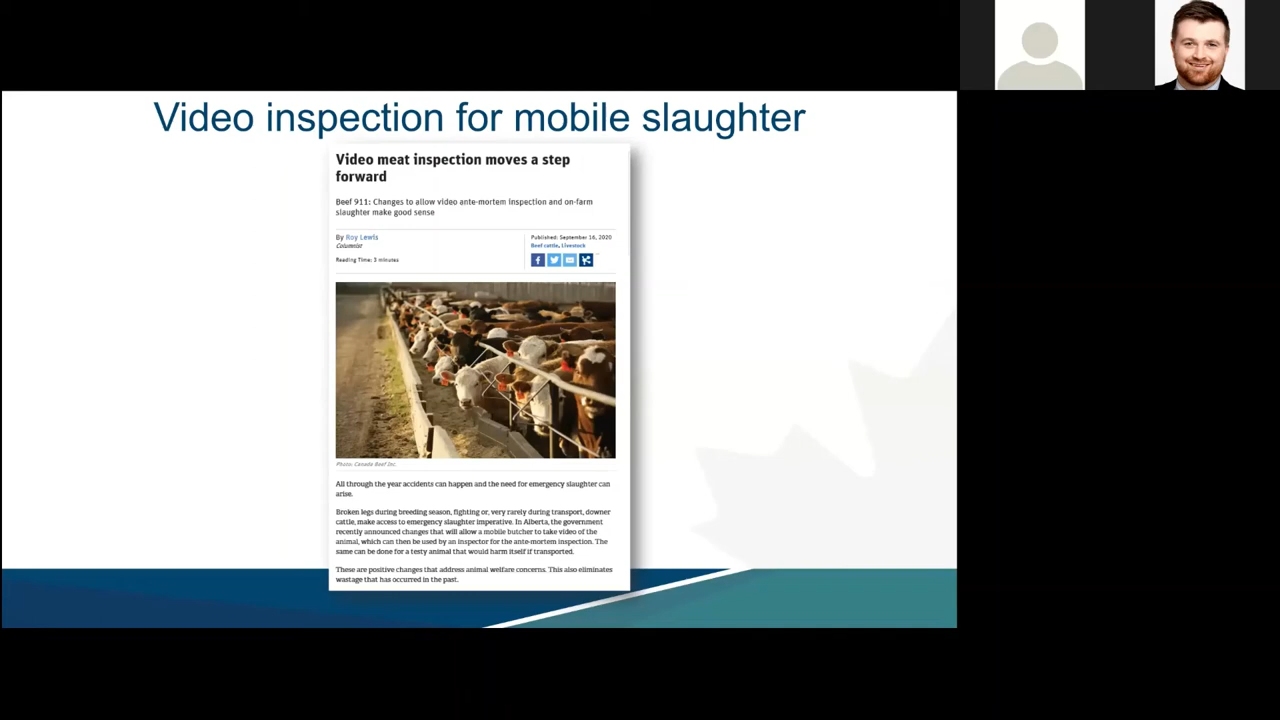 Video inspection for mobile slaughter
Video meat inspection moves a step
forward
Beef 911: Changes to allow video ante-mortem inspection and on-farm
slaughter make good sense
By Roy Lewis
Columnist
Reading Time: 3 minutes
Published: September 16, 2020
Beef cattle, Livestock
Photo: Canada Beef Inc.
All through the year accidents can happen and the need for emergency slaughter can
arise.
Broken legs during breeding season, fighting or, very rarely during transport, downer
cattle, make access to emergency slaughter imperative. In Alberta, the government
recently announced changes that will allow a mobile butcher to take video of the
animal, which can then be used by an inspector for the ante-mortem inspection. The
same can be done for a testy animal that would harm itself if transported.
These are positive changes that address animal welfare concerns. This also eliminates
wastage that has occurred in the past.